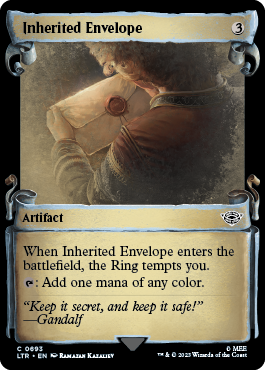 Inherited Envelope 3
Artifact
When Inherited Envelope enters the
battlefield, the Ring tempts you.
: Add one mana of any color.
"Keep it secret, and keep it safe!"
—Gandalf
C 0693
LTR • EN Ramazan Kazaliev
© MEE
™ & © 2023 Wizards of the Coast